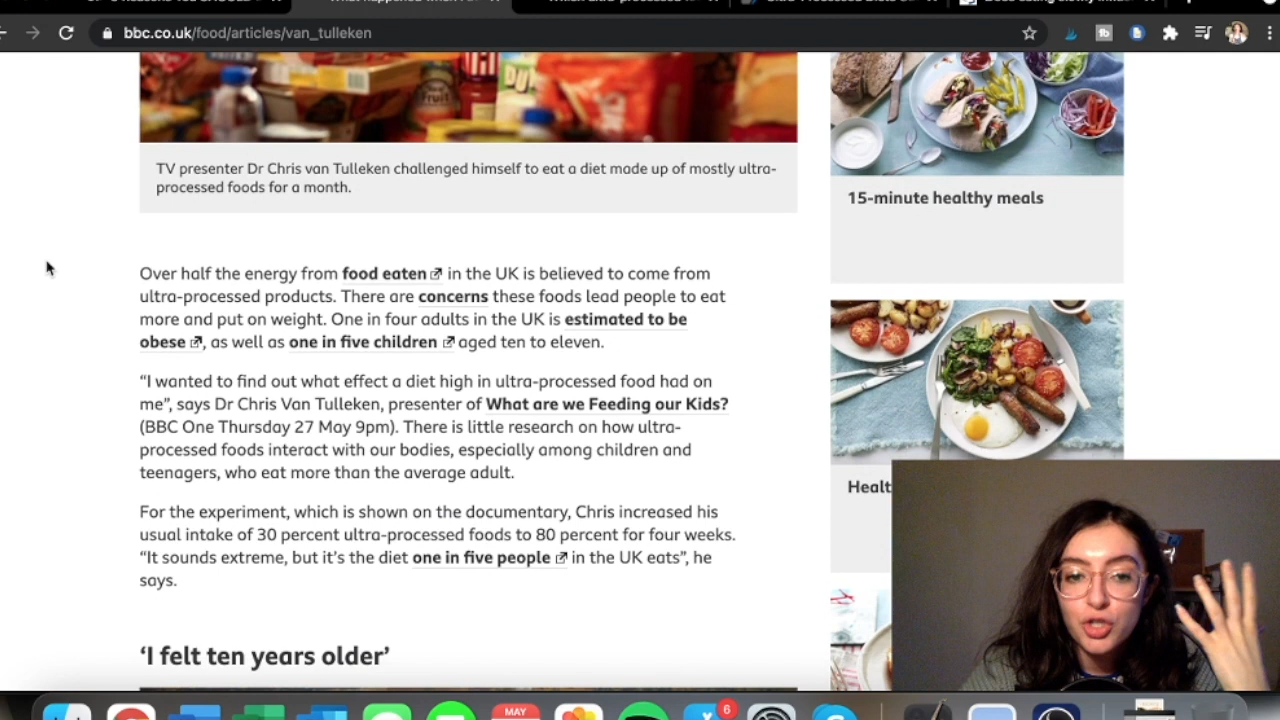 bbc.co.uk/food/articles/van_tulleken
TV presenter Dr Chris van Tulleken challenged himself to eat a diet made up of mostly ultra-
processed foods for a month.
15-minute healthy meals
Over half the energy from food eaten in the UK is believed to come from
ultra-processed products. There are concerns these foods lead people to eat
more and put on weight. One in four adults in the UK is estimated to be
obese, as well as one in five children aged ten to eleven.
“I wanted to find out what effect a diet high in ultra-processed food had on
me”, says Dr Chris Van Tulleken, presenter of What are we Feeding our Kids?
(BBC One Thursday 27 May 9pm). There is little research on how ultra-
processed foods interact with our bodies, especially among children and
teenagers, who eat more than the average adult.
Healt
For the experiment, which is shown on the documentary, Chris increased his
usual intake of 30 percent ultra-processed foods to 80 percent for four weeks.
“It sounds extreme, but it’s the diet one in five people in the UK eats”, he
says.
‘I felt ten years older’
MAY
6